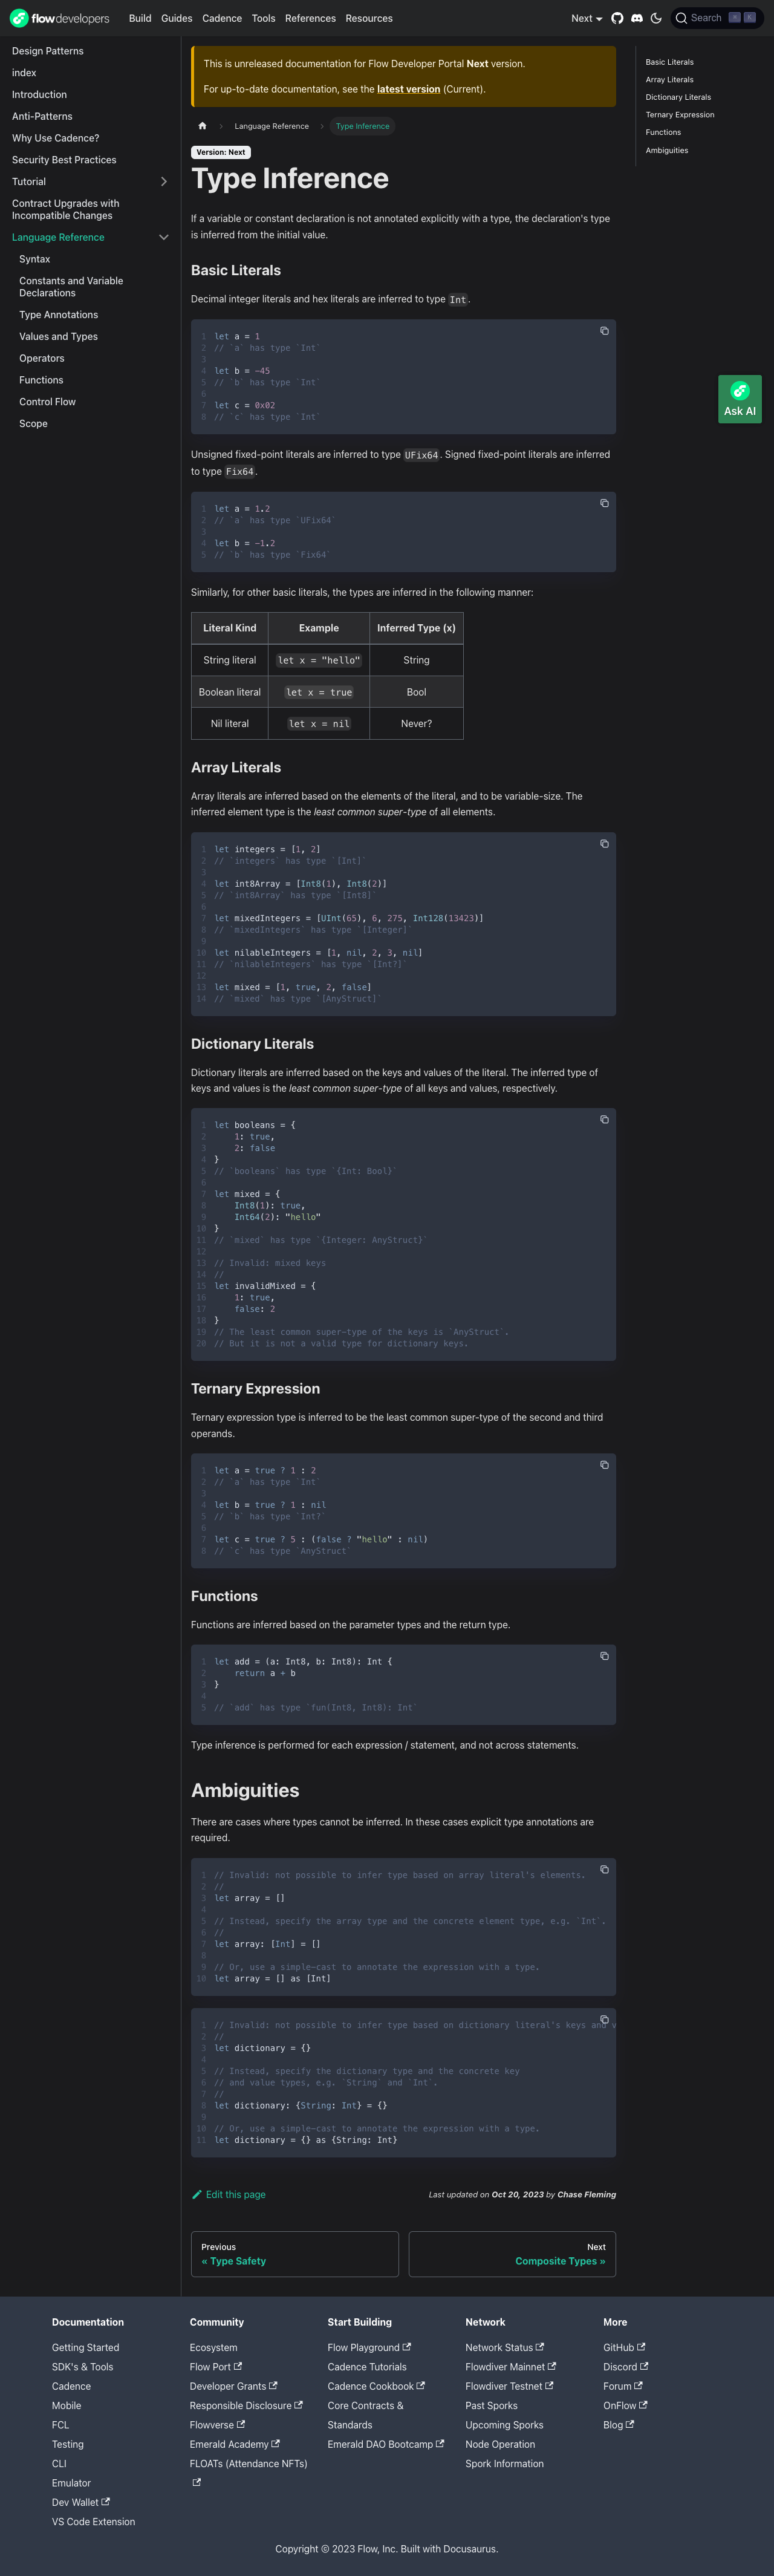 flowdevelopers Build Guides Cadence Tools References Resources Next Search
Design Patterns
index
Introduction
Anti-Patterns
Why Use Cadence?
Security Best Practices
Tutorial
Contract Upgrades with
Incompatible Changes
Language Reference
Syntax
Constants and Variable
Declarations
Type Annotations
Values and Types
Operators
Functions
Control Flow
Scope
This is unreleased documentation for Flow Developer Portal Next version.
For up-to-date documentation, see the latest version (Current).
Language Reference Type Inference
Version: Next
Type Inference
If a variable or constant declaration is not annotated explicitly with a type, the declaration's type
is inferred from the initial value.
Basic Literals
Decimal integer literals and hex literals are inferred to type Int.
1 let a = 1
2 // `a` has type `Int`
3
4 let b = -45
5 // `b` has type `Int`
6
7 let c = 0x02
8 // `c` has type `Int`
Unsigned fixed-point literals are inferred to type UFix64. Signed fixed-point literals are inferred
to type Fix64.
1 let a = 1.2
2 // `a` has type `UFix64`
3
4 let b = -1.2
5 // `b` has type `Fix64`
Similarly, for other basic literals, the types are inferred in the following manner:
Literal Kind Example Inferred Type (x)
String literal let x = "hello" String
Boolean literal let x = true Bool
Nil literal let x = nil Never?
Array Literals
Array literals are inferred based on the elements of the literal, and to be variable-size. The
inferred element type is the least common super-type of all elements.
1 let integers = [1, 2]
2 // `integers` has type `[Int]`
3
4 let int8Array = [Int8(1), Int8(2)]
5 // `int8Array` has type `[Int8]`
6
7 let mixedIntegers = [UInt(65), 6, 275, Int128(13423)]
8 // `mixedIntegers` has type `[Integer]`
9
10 let nilableIntegers = [1, nil, 2, 3, nil]
11 // `nilableIntegers` has type `[Int?]`
12
13 let mixed = [1, true, 2, false]
14 // `mixed` has type `[AnyStruct]`
Dictionary Literals
Dictionary literals are inferred based on the keys and values of the literal. The inferred type of
keys and values is the least common super-type of all keys and values, respectively.
1 let booleans = {
2 1: true,
3 2: false
4 }
5 // `booleans` has type `{Int: Bool}`
6
7 let mixed = {
8 Int8(1): true,
9 Int64(2): "hello"
10 }
11 // `mixed` has type `{Integer: AnyStruct}`
12
13 // Invalid: mixed keys
14 //
15 let invalidMixed = {
16 1: true,
17 false: 2
18 }
19 // The least common super-type of the keys is `AnyStruct`.
20 // But it is not a valid type for dictionary keys.
Ternary Expression
Ternary expression type is inferred to be the least common super-type of the second and third
operands.
1 let a = true ? 1 : 2
2 // `a` has type `Int`
3
4 let b = true ? 1 : nil
5 // `b` has type `Int?`
6
7 let c = true ? 5 : (false ? "hello" : nil)
8 // `c` has type `AnyStruct`
Functions
Functions are inferred based on the parameter types and the return type.
1 let add = (a: Int8, b: Int8): Int {
2 return a + b
3 }
4
5 // `add` has type `fun(Int8, Int8): Int`
Type inference is performed for each expression / statement, and not across statements.
Ambiguities
There are cases where types cannot be inferred. In these cases explicit type annotations are
required.
1 // Invalid: not possible to infer type based on array literal's elements.
2 //
3 let array = []
4
5 // Instead, specify the array type and the concrete element type, e.g. `Int`.
6 //
7 let array: [Int] = []
8
9 // Or, use a simple-cast to annotate the expression with a type.
10 let array = [] as [Int]
1 // Invalid: not possible to infer type based on dictionary literal's keys and v
2 //
3 let dictionary = {}
4
5 // Instead, specify the dictionary type and the concrete key
6 // and value types, e.g. `String` and `Int`.
7 //
8 let dictionary: {String: Int} = {}
9
10 // Or, use a simple-cast to annotate the expression with a type.
11 let dictionary = {} as {String: Int}
Edit this page Last updated on Oct 20, 2023 by Chase Fleming
Previous
« Type Safety
Next
Composite Types »
Basic Literals
Array Literals
Dictionary Literals
Ternary Expression
Functions
Ambiguities
Ask AI
Documentation
Getting Started
SDK's & Tools
Cadence
Mobile
FCL
Testing
CLI
Emulator
Dev Wallet
VS Code Extension
Community
Ecosystem
Flow Port
Developer Grants
Responsible Disclosure
Flowverse
Emerald Academy
FLOATs (Attendance NFTs)
Start Building
Flow Playground
Cadence Tutorials
Cadence Cookbook
Core Contracts &
Standards
Emerald DAO Bootcamp
Network
Network Status
Flowdiver Mainnet
Flowdiver Testnet
Past Sporks
Upcoming Sporks
Node Operation
Spork Information
More
GitHub
Discord
Forum
OnFlow
Blog
Copyright © 2023 Flow, Inc. Built with Docusaurus.